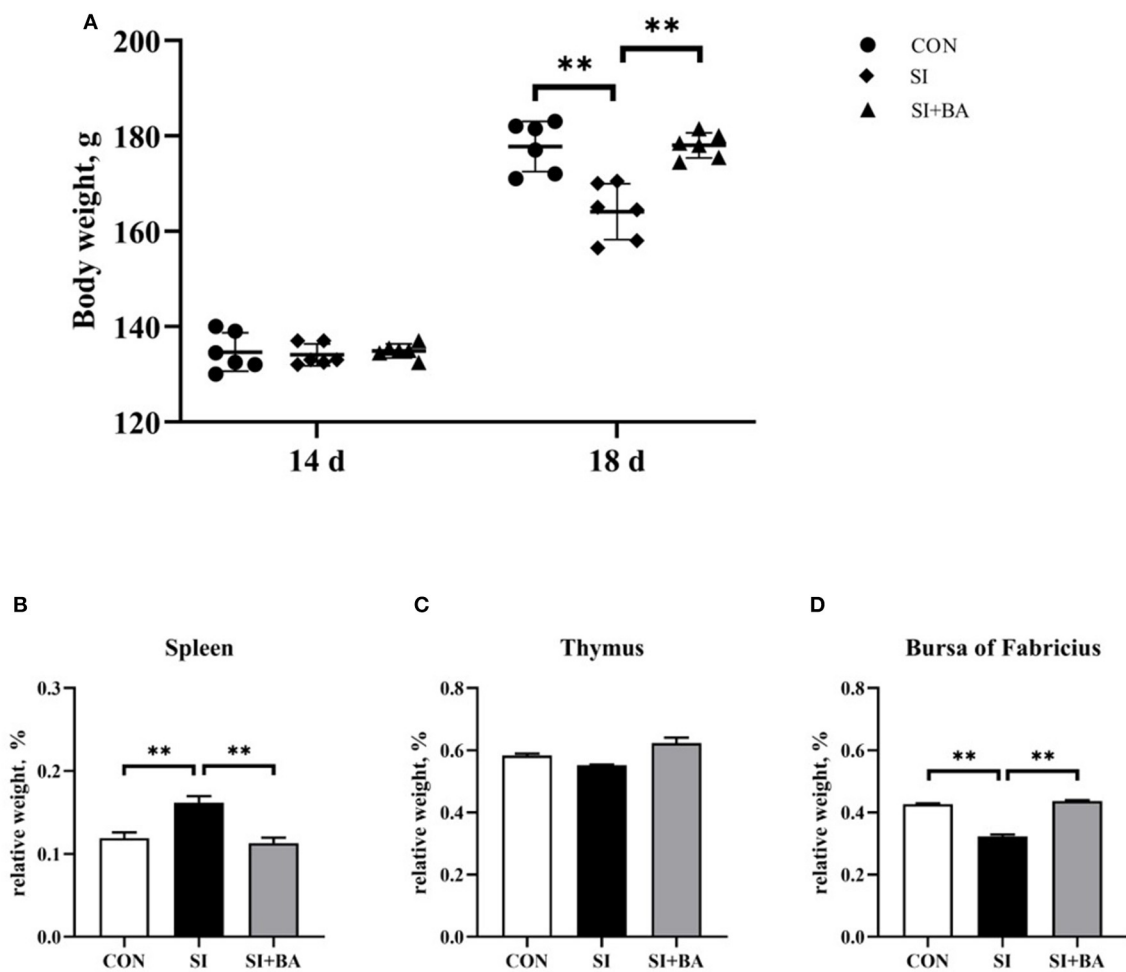 A
Body weight, g
200
180
160
140
120
**
**
14 d
18 d
CON
SI
SI+BA
B
Spleen
relative weight, %
0.3
0.2
0.1
0.0
**
**
CON
SI
SI+BA
C
Thymus
relative weight, %
0.8
0.6
0.4
0.2
0.0
CON
SI
SI+BA
D
Bursa of Fabricius
relative weight, %
0.8
0.6
0.4
0.2
0.0
**
**
CON
SI
SI+BA